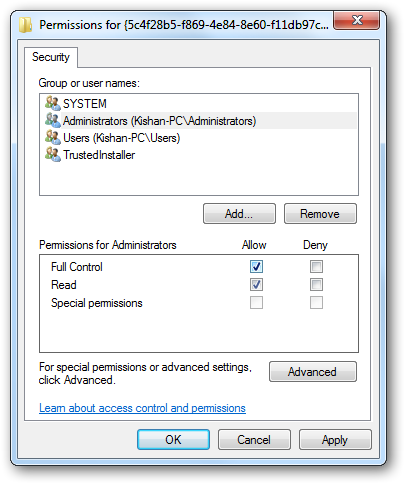 Permissions for {5c4f28b5-f869-4e84-8e60-f11db97c...
Security
Group or user names:
SYSTEM
Administrators (Kishan-PC\Administrators)
Users (Kishan-PC\Users)
TrustedInstaller
Add... Remove
Permissions for Administrators Allow Deny
Full Control
Read
Special permissions
For special permissions or advanced settings,
click Advanced.
Advanced
Learn about access control and permissions
OK Cancel Apply